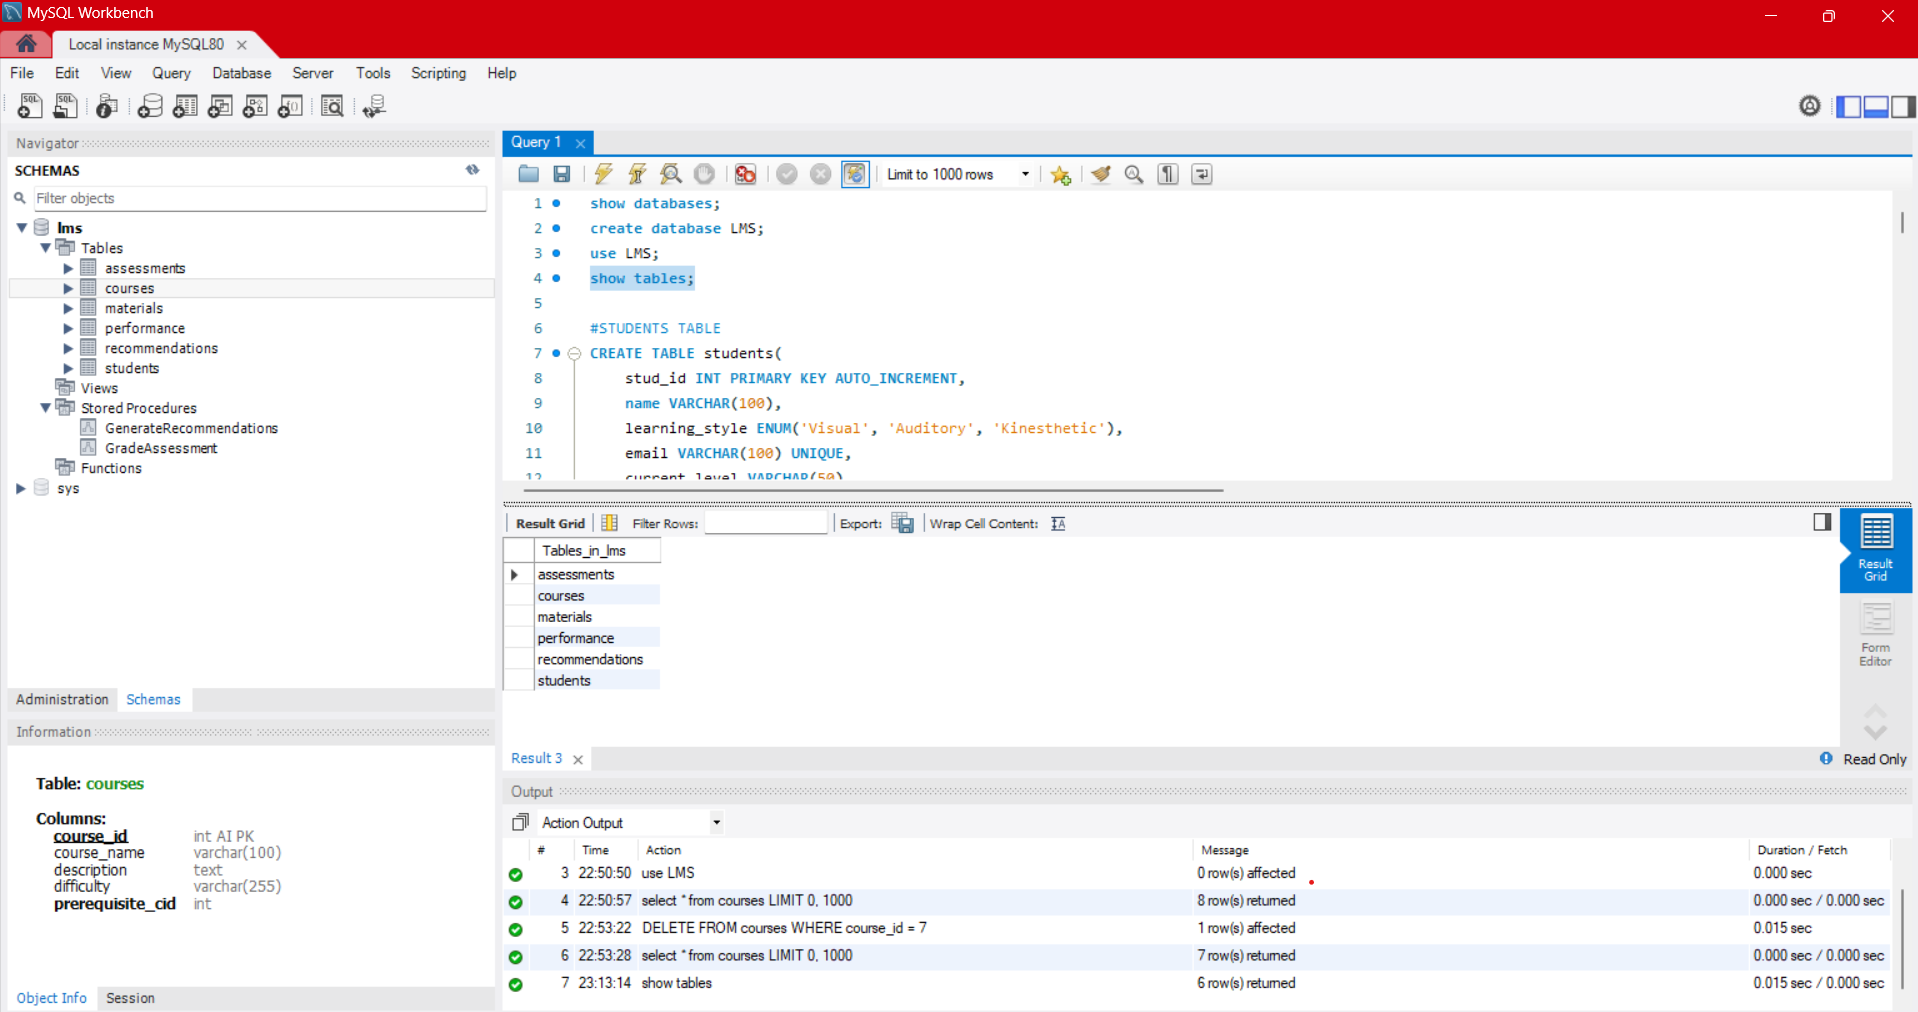 MySQL Workbench
Local instance MySQL80
File Edit View Query Database Server Tools Scripting Help
Navigator
SCHEMAS
Filter objects
lms
Tables
assessments
courses
materials
performance
recommendations
students
Views
Stored Procedures
GenerateRecommendations
GradeAssessment
Functions
sys
Administration Schemas
Information
Table: courses
Columns:
course_id int AI PK
course_name varchar(100)
description text
difficulty varchar(255)
prerequisite_cid int
Object Info Session
Query 1
Limit to 1000 rows
1 show databases;
2 create database LMS;
3 use LMS;
4 show tables;
5
6 #STUDENTS TABLE
7 CREATE TABLE students(
8 stud_id INT PRIMARY KEY AUTO_INCREMENT,
9 name VARCHAR(100),
10 learning_style ENUM('Visual', 'Auditory', 'Kinesthetic'),
11 email VARCHAR(100) UNIQUE,
12 current_level VARCHAR(50)
Result Grid Filter Rows: Export: Wrap Cell Content:
Tables_in_lms
assessments
courses
materials
performance
recommendations
students
Result
Grid
Form
Editor
Result 3
Read Only
Output
Action Output
# Time Action Message Duration / Fetch
3 22:50:50 use LMS 0 row(s) affected 0.000 sec
4 22:50:57 select * from courses LIMIT 0, 1000 8 row(s) returned 0.000 sec / 0.000 sec
5 22:53:22 DELETE FROM courses WHERE course_id = 7 1 row(s) affected 0.015 sec
6 22:53:28 select * from courses LIMIT 0, 1000 7 row(s) returned 0.000 sec / 0.000 sec
7 23:13:14 show tables 6 row(s) returned 0.015 sec / 0.000 sec